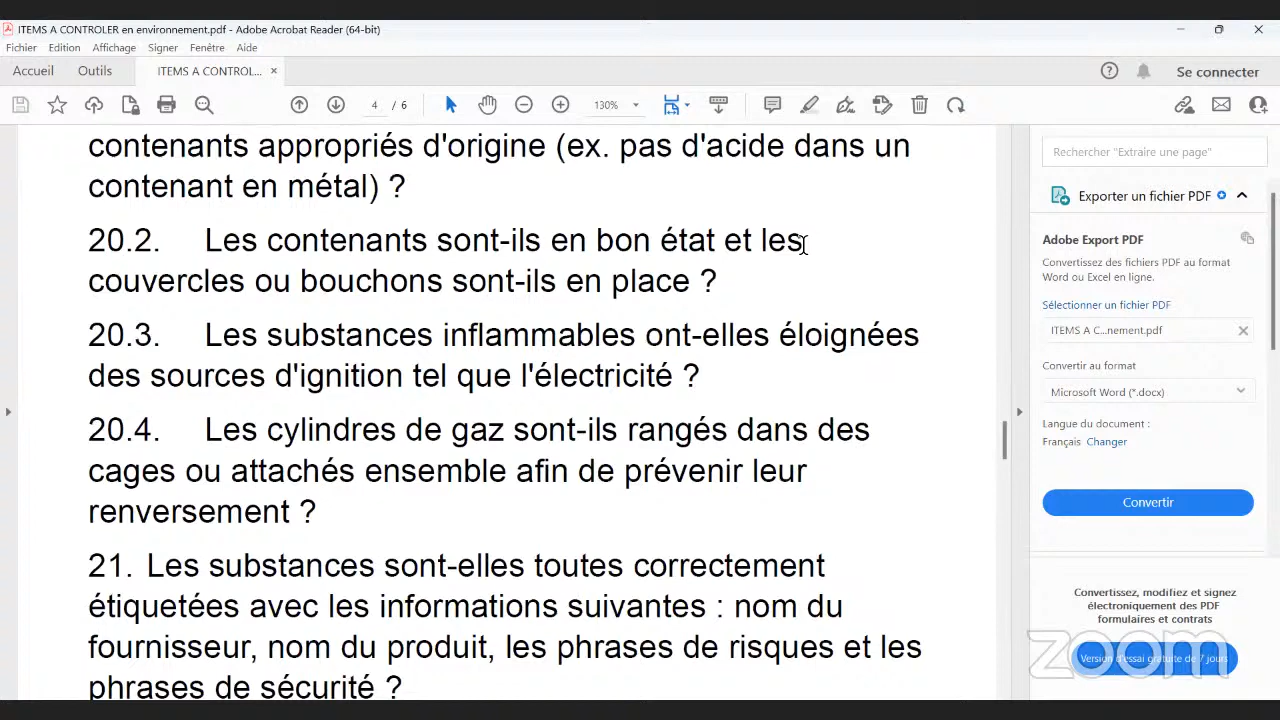 ITEMS A CONTROLER en environnement.pdf - Adobe Acrobat Reader (64-bit)
Fichier Edition Affichage Signer Fenêtre Aide
Accueil Outils ITEMS A CONTROL... ×
Se connecter
4 / 6
130%
contenants appropriés d'origine (ex. pas d'acide dans un
contenant en métal) ?
20.2. Les contenants sont-ils en bon état et les
couvercles ou bouchons sont-ils en place ?
20.3. Les substances inflammables ont-elles éloignées
des sources d'ignition tel que l'électricité ?
20.4. Les cylindres de gaz sont-ils rangés dans des
cages ou attachés ensemble afin de prévenir leur
renversement ?
21. Les substances sont-elles toutes correctement
étiquetées avec les informations suivantes : nom du
fournisseur, nom du produit, les phrases de risques et les
phrases de sécurité ?
Rechercher "Extraire une page"
Exporter un fichier PDF
Adobe Export PDF
Convertissez des fichiers PDF au format
Word ou Excel en ligne.
Sélectionner un fichier PDF
ITEMS A C...nement.pdf
Convertir au format
Microsoft Word (*.docx)
Langue du document :
Français Changer
Convertir
Convertissez, modifiez et signez
électroniquement des PDF
formulaires et contrats
Version d'essai gratuite de 7 jours
zoom